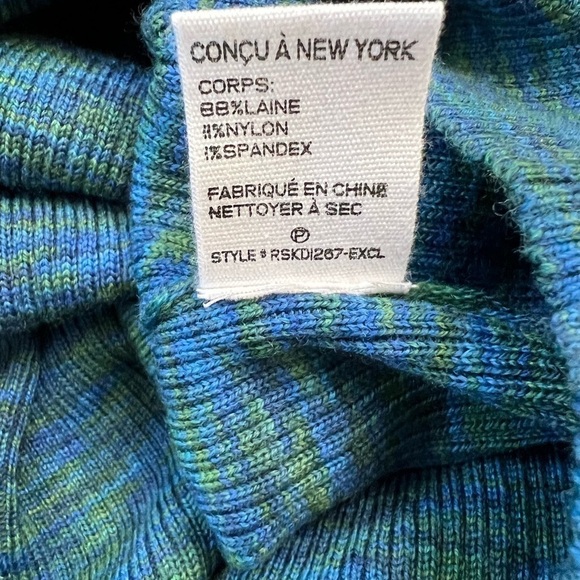 CONÇU À NEW YORK
CORPS:
88%LAINE
11%NYLON
1%SPANDEX
FABRIQUÉ EN CHINE
NETTOYER À SEC
P
STYLE # RSKD1267-EXCL